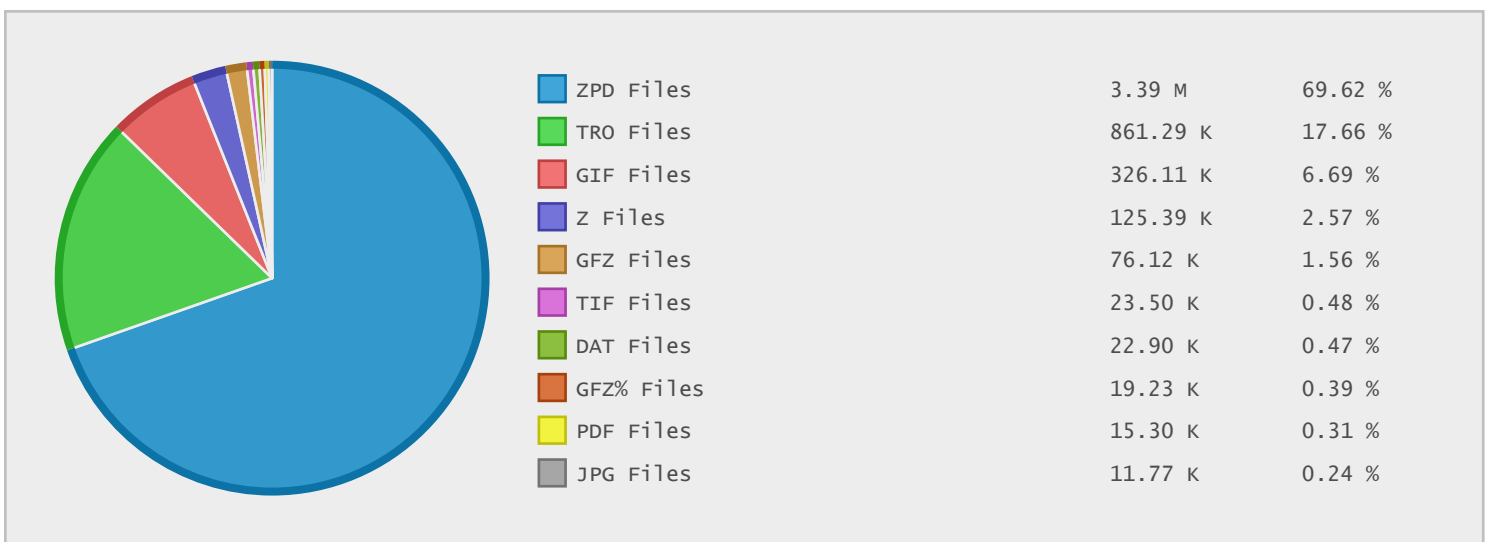 ZPD Files 3.39 M 69.62 %
TRO Files 861.29 K 17.66 %
GIF Files 326.11 K 6.69 %
Z Files 125.39 K 2.57 %
GFZ Files 76.12 K 1.56 %
TIF Files 23.50 K 0.48 %
DAT Files 22.90 K 0.47 %
GFZ% Files 19.23 K 0.39 %
PDF Files 15.30 K 0.31 %
JPG Files 11.77 K 0.24 %